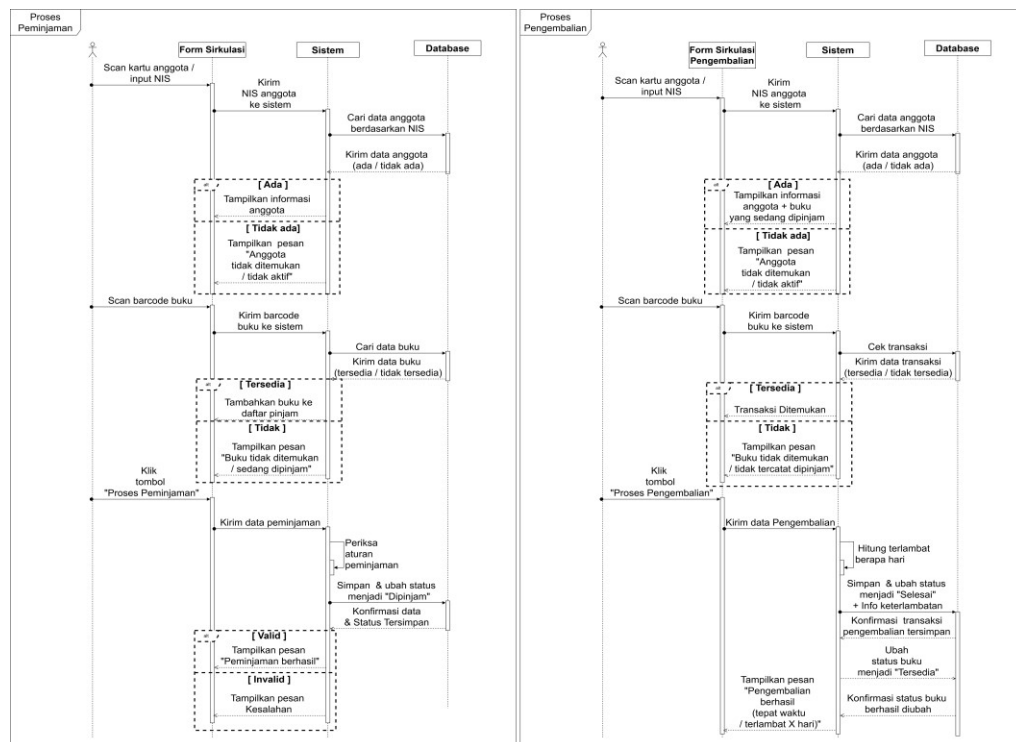 Proses
Peminjaman
Form Sirkulasi
Sistem
Database
Scan kartu anggota /
input NIS
Kirim
NIS anggota
ke sistem
Cari data anggota
berdasarkan NIS
Kirim data anggota
(ada / tidak ada)
alt
[ Ada ]
Tampilkan informasi
anggota
[ Tidak ada]
Tampilkan pesan
"Anggota
tidak ditemukan
/ tidak aktif"
Scan barcode buku
Kirim barcode
buku ke sistem
Cari data buku
Kirim data buku
(tersedia / tidak tersedia)
alt
[ Tersedia ]
Tambahkan buku ke
daftar pinjam
[ Tidak ]
Tampilkan pesan
"Buku tidak ditemukan
/ sedang dipinjam"
Klik
tombol
"Proses Peminjaman"
Kirim data peminjaman
Periksa
aturan
peminjaman
Simpan & ubah status
menjadi "Dipinjam"
Konfirmasi data
& Status Tersimpan
alt
[ Valid ]
Tampilkan pesan
"Peminjaman berhasil"
[ Invalid ]
Tampilkan pesan
Kesalahan
Proses
Pengembalian
Form Sirkulasi
Pengembalian
Sistem
Database
Scan kartu anggota /
input NIS
Kirim
NIS anggota
ke sistem
Cari data anggota
berdasarkan NIS
Kirim data anggota
(ada / tidak ada)
alt
[ Ada ]
Tampilkan informasi
anggota + buku
yang sedang dipinjam
[ Tidak ada]
Tampilkan pesan
"Anggota
tidak ditemukan
/ tidak aktif"
Scan barcode buku
Kirim barcode
buku ke sistem
Cek transaksi
Kirim data transaksi
(tersedia / tidak tersedia)
alt
[ Tersedia ]
Transaksi Ditemukan
[ Tidak ]
Tampilkan pesan
"Buku tidak ditemukan
/ tidak tercatat dipinjam"
Klik
tombol
"Proses Pengembalian"
Kirim data Pengembalian
Hitung terlambat
berapa hari
Simpan & ubah status
menjadi "Selesai"
+ Info keterlambatan
Konfirmasi transaksi
pengembalian tersimpan
Ubah
status buku
menjadi "Tersedia"
Tampilkan pesan
"Pengembalian
berhasil
(tepat waktu
/ terlambat X hari)"
Konfirmasi status buku
berhasil diubah